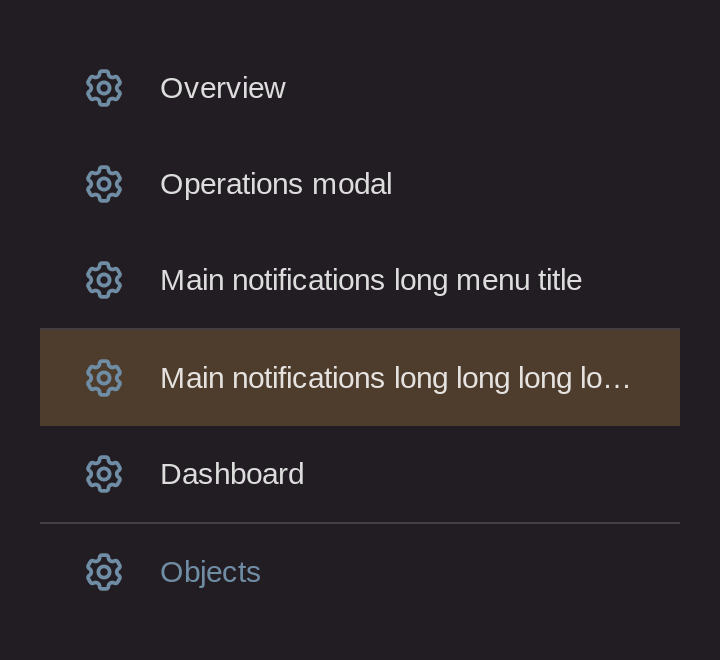 Overview
Operations modal
Main notifications long menu title
Main notifications long long long lo…
Dashboard
Objects